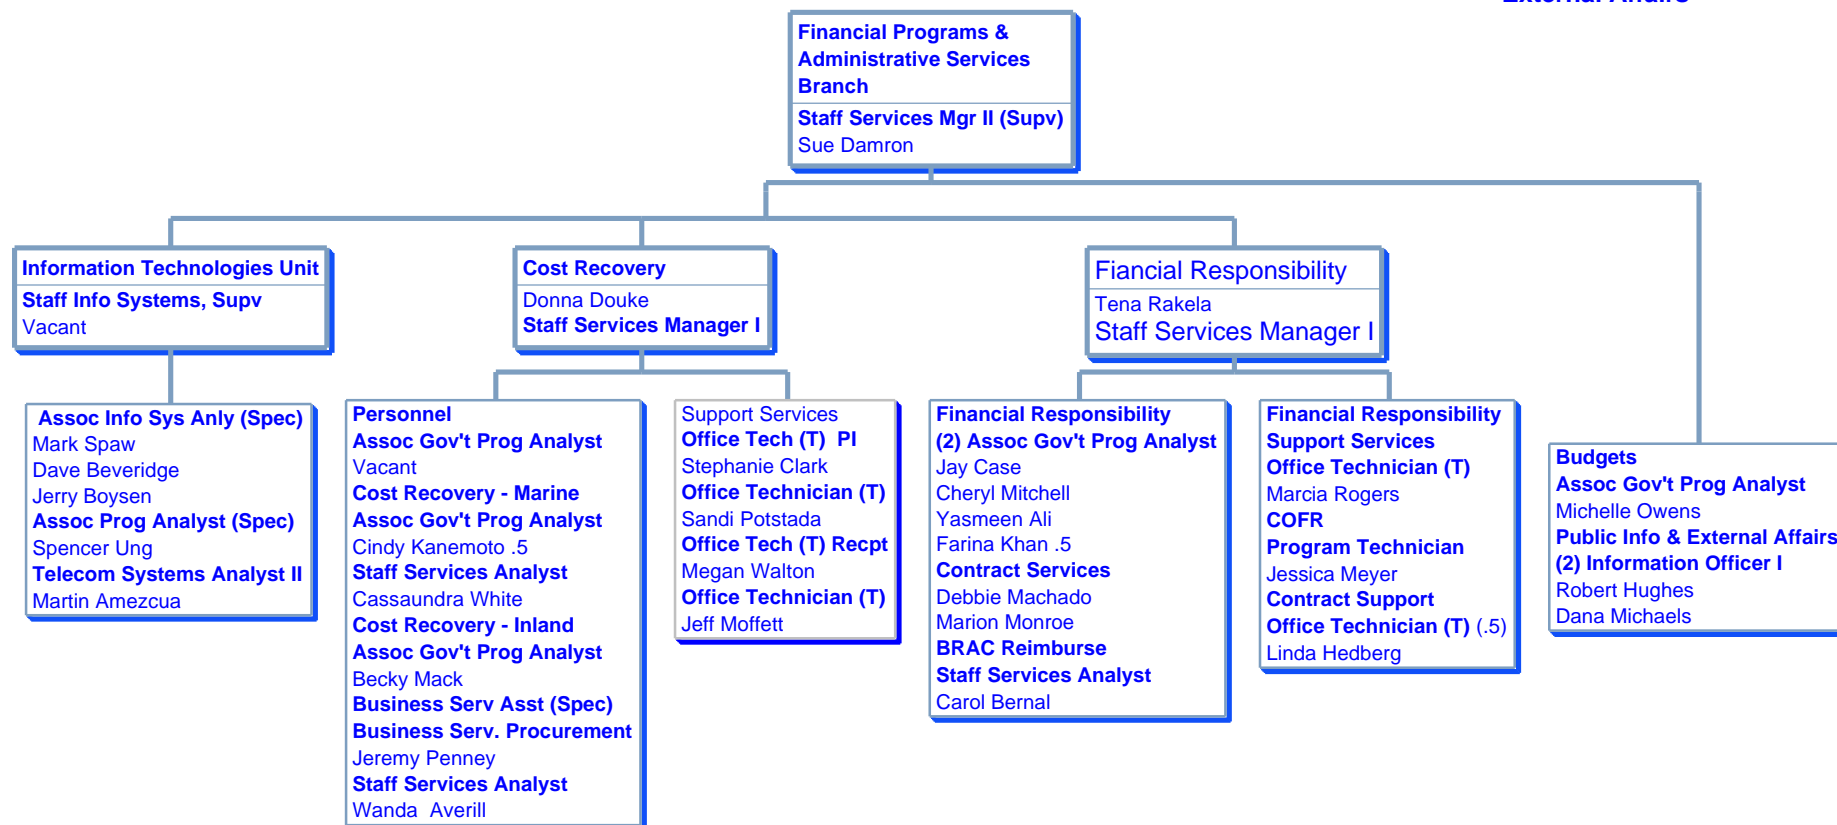 External Affairs
Financial Programs &
Administrative Services
Branch
Staff Services Mgr II (Supv)
Sue Damron
Information Technologies Unit
Staff Info Systems, Supv
Vacant
Cost Recovery
Donna Douke
Staff Services Manager I
Fiancial Responsibility
Tena Rakela
Staff Services Manager I
Assoc Info Sys Anly (Spec)
Mark Spaw
Dave Beveridge
Jerry Boysen
Assoc Prog Analyst (Spec)
Spencer Ung
Telecom Systems Analyst II
Martin Amezcua
Personnel
Assoc Gov't Prog Analyst
Vacant
Cost Recovery - Marine
Assoc Gov't Prog Analyst
Cindy Kanemoto .5
Staff Services Analyst
Cassaundra White
Cost Recovery - Inland
Assoc Gov't Prog Analyst
Becky Mack
Business Serv Asst (Spec)
Business Serv. Procurement
Jeremy Penney
Staff Services Analyst
Wanda  Averill
Support Services
Office Tech (T)  PI
Stephanie Clark
Office Technician (T)
Sandi Potstada
Office Tech (T) Recpt
Megan Walton
Office Technician (T)
Jeff Moffett
Financial Responsibility
(2) Assoc Gov't Prog Analyst
Jay Case
Cheryl Mitchell
Yasmeen Ali
Farina Khan .5
Contract Services
Debbie Machado
Marion Monroe
BRAC Reimburse
Staff Services Analyst
Carol Bernal
Financial Responsibility
Support Services
Office Technician (T)
Marcia Rogers
COFR
Program Technician
Jessica Meyer
Contract Support
Office Technician (T) (.5)
Linda Hedberg
Budgets
Assoc Gov't Prog Analyst
Michelle Owens
Public Info & External Affairs
(2) Information Officer I
Robert Hughes
Dana Michaels